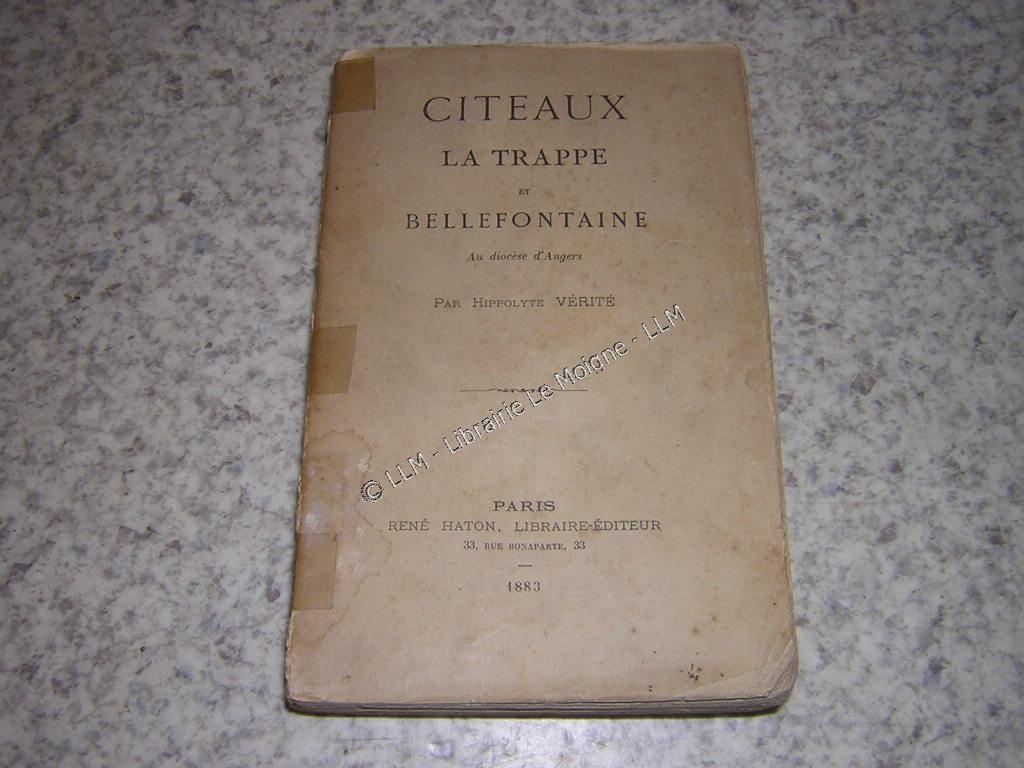 CITEAUX
LA TRAPPE
ET
BELLEFONTAINE
Au diocèse d'Angers
PAR HIPPOLYTE VÉRITÉ
© LLM - Librairie Le Moigne - LLM
PARIS
RENÉ HATON, LIBRAIRE-ÉDITEUR
33, RUE BONAPARTE, 33
1883